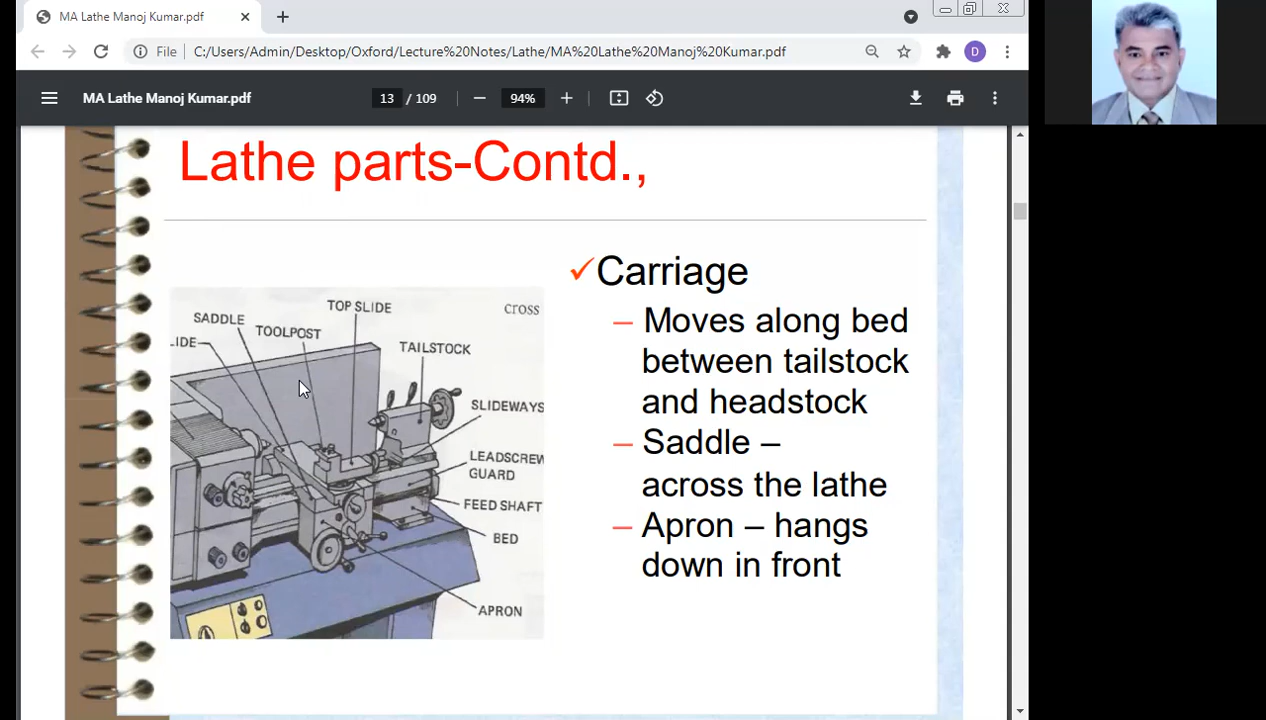 MA Lathe Manoj Kumar.pdf
File C:/Users/Admin/Desktop/Oxford/Lecture%20Notes/Lathe/MA%20Lathe%20Manoj%20Kumar.pdf
D
MA Lathe Manoj Kumar.pdf
13 / 109
94%
Lathe parts-Contd.,
✓Carriage
– Moves along bed
between tailstock
and headstock
– Saddle –
across the lathe
– Apron – hangs
down in front
TOP SLIDE
cross
SADDLE
TOOLPOST
LIDE
TAILSTOCK
SLIDEWAYS
LEADSCREW
GUARD
FEED SHAFT
BED
APRON